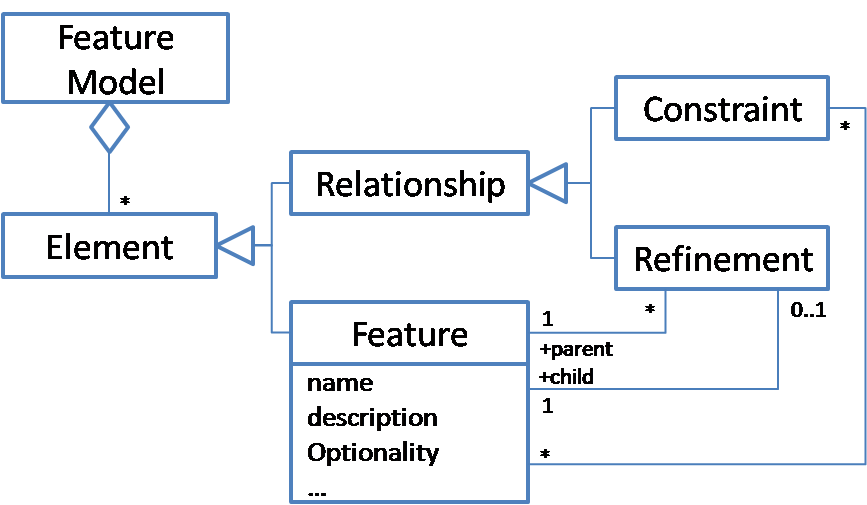 Feature
Model
*
Element
Relationship
Constraint
*
Refinement
*
0..1
Feature
1
+parent
+child
1
*
name
description
Optionality
...